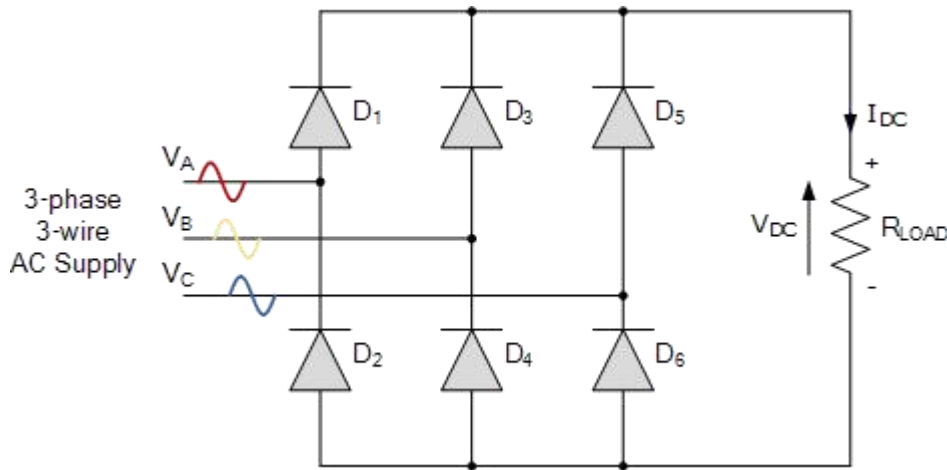 D1
D3
D5
IDC
VA
+
3-phase
3-wire
AC Supply
VB
VDC
RLOAD
VC
-
D2
D4
D6